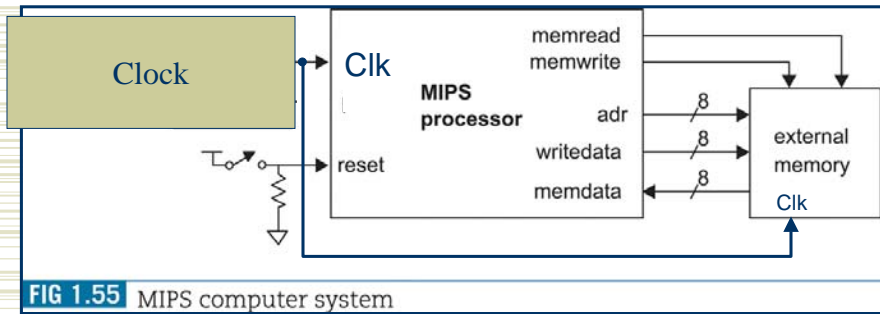 memread
memwrite
Clock
Clk
MIPS
processor
adr
8
writedata
8
memdata
8
external
memory
Clk
reset
FIG 1.55 MIPS computer system